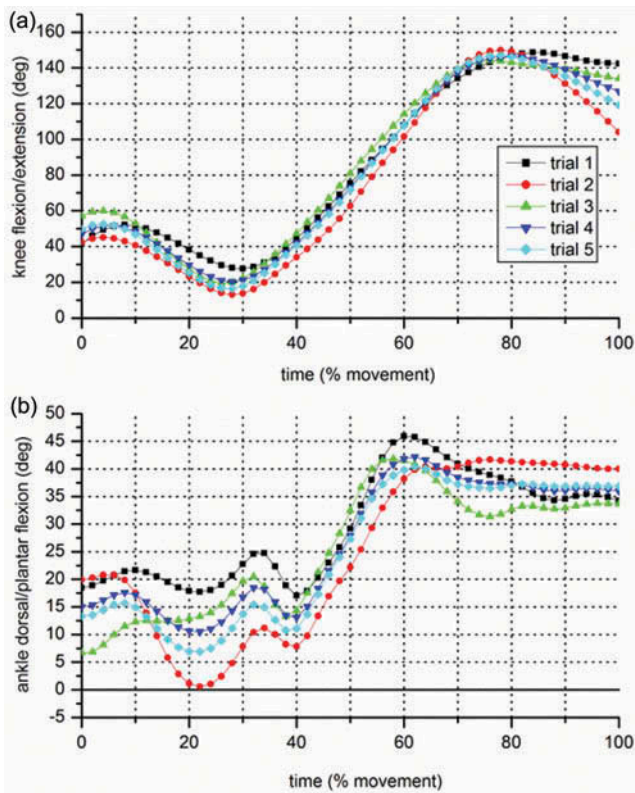 (a)
160
140
120
100
80
60
40
20
0
knee flexion/extension (deg)
trial 1
trial 2
trial 3
trial 4
trial 5
0 20 40 60 80 100
time (% movement)
(b)
50
45
40
35
30
25
20
15
10
5
0
-5
ankle dorsal/plantar flexion (deg)
0 20 40 60 80 100
time (% movement)